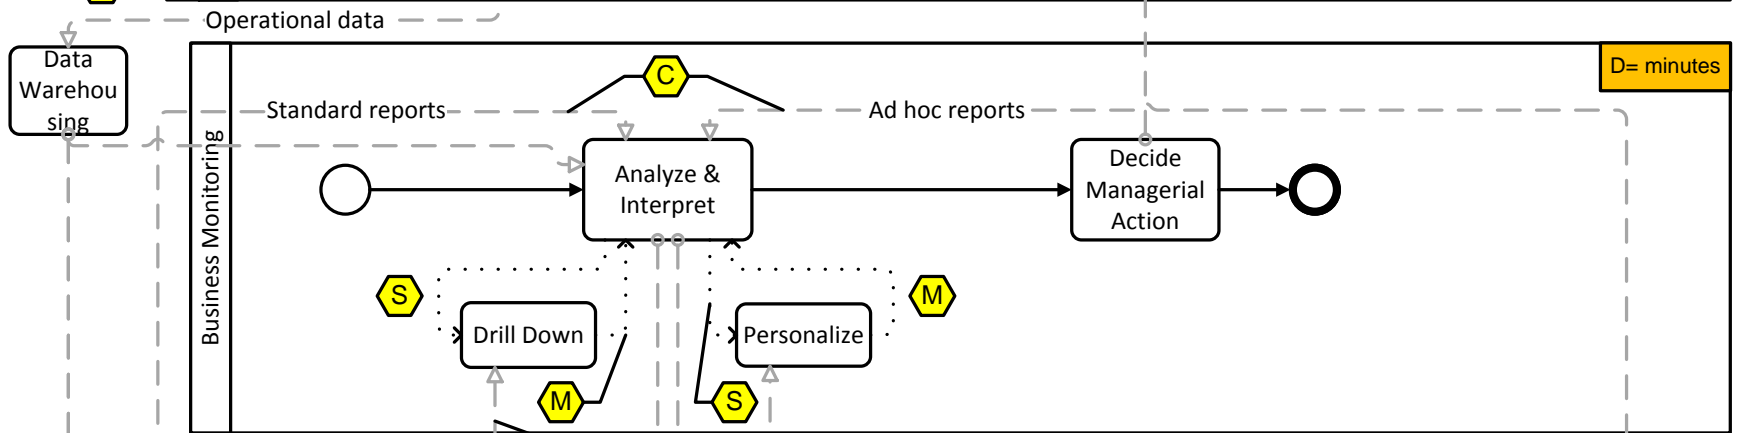 Operational data
Data
Warehou
sing
Business Monitoring
D= minutes
C
Standard reports
Ad hoc reports
Analyze &
Interpret
Decide
Managerial
Action
S
M
Drill Down
Personalize
M
S